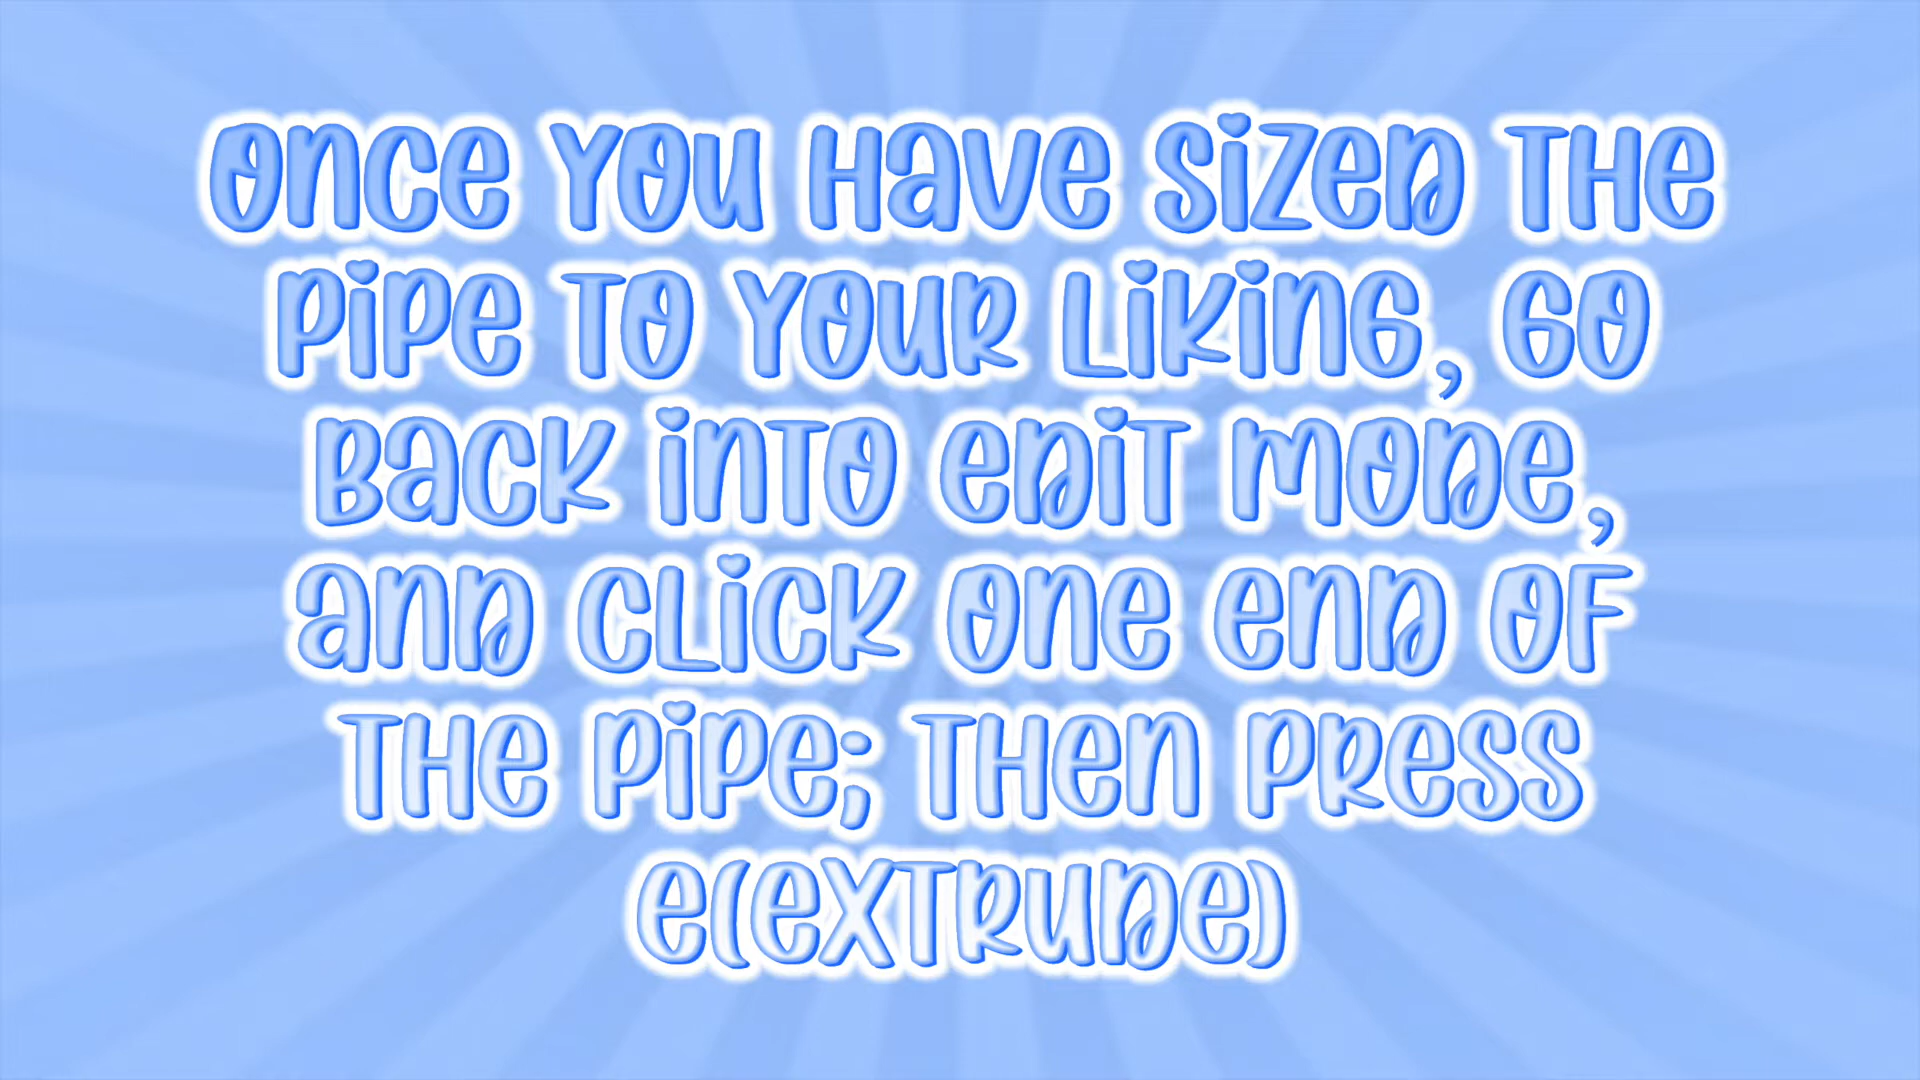 Once you have sized the
pipe to your liking, go
back into edit mode,
and click one end of
the pipe; then press
e(extrude)